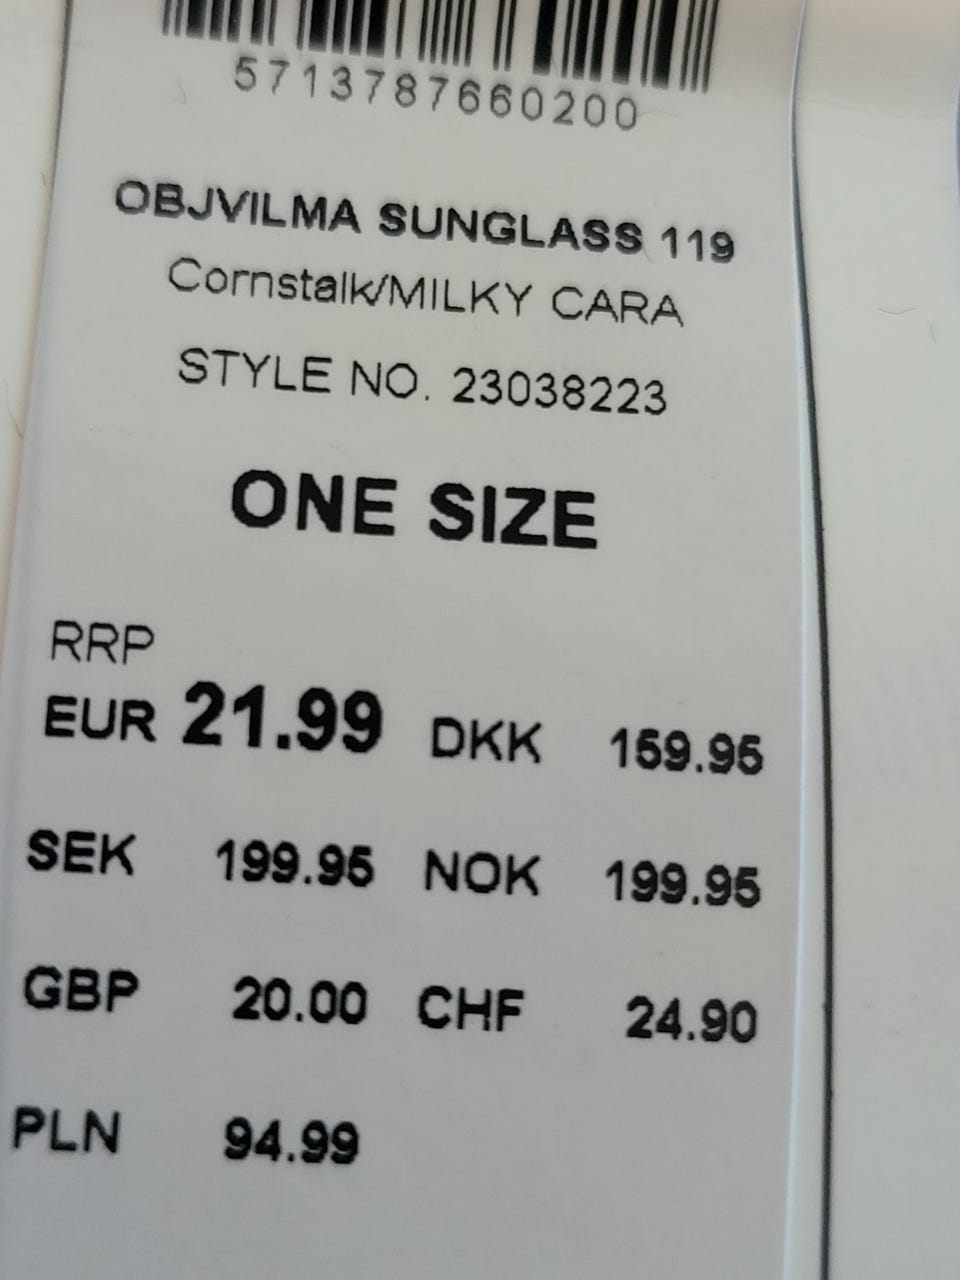 5713787660200
OBJVILMA SUNGLASS 119
Cornstalk/MILKY CARA
STYLE NO. 23038223
ONE SIZE
RRP
EUR 21.99 DKK 159.95
SEK 199.95 NOK 199.95
GBP 20.00 CHF 24.90
PLN 94.99